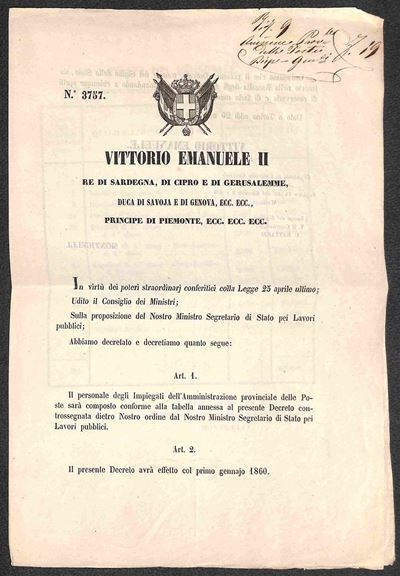 9
N.° 3757.
VITTORIO EMANUELE II
RE DI SARDEGNA, DI CIPRO E DI GERUSALEMME,
DUCA DI SAVOJA E DI GENOVA, ECC. ECC.,
PRINCIPE DI PIEMONTE, ECC. ECC. ECC.
In virtù dei poteri straordinarj conferitici colla Legge 25 aprile ultimo;
Udito il Consiglio dei Ministri;
Sulla proposizione del Nostro Ministro Segretario di Stato pei Lavori
pubblici;
Abbiamo decretato e decretiamo quanto segue:
Art. 1.
Il personale degli Impiegati dell'Amministrazione provinciale delle Po-
ste sarà composto conforme alla tabella annessa al presente Decreto con-
trossegnata dietro Nostro ordine dal Nostro Ministro Segretario di Stato pei
Lavori pubblici.
Art. 2.
Il presente Decreto avrà effetto col primo gennajo 1860.